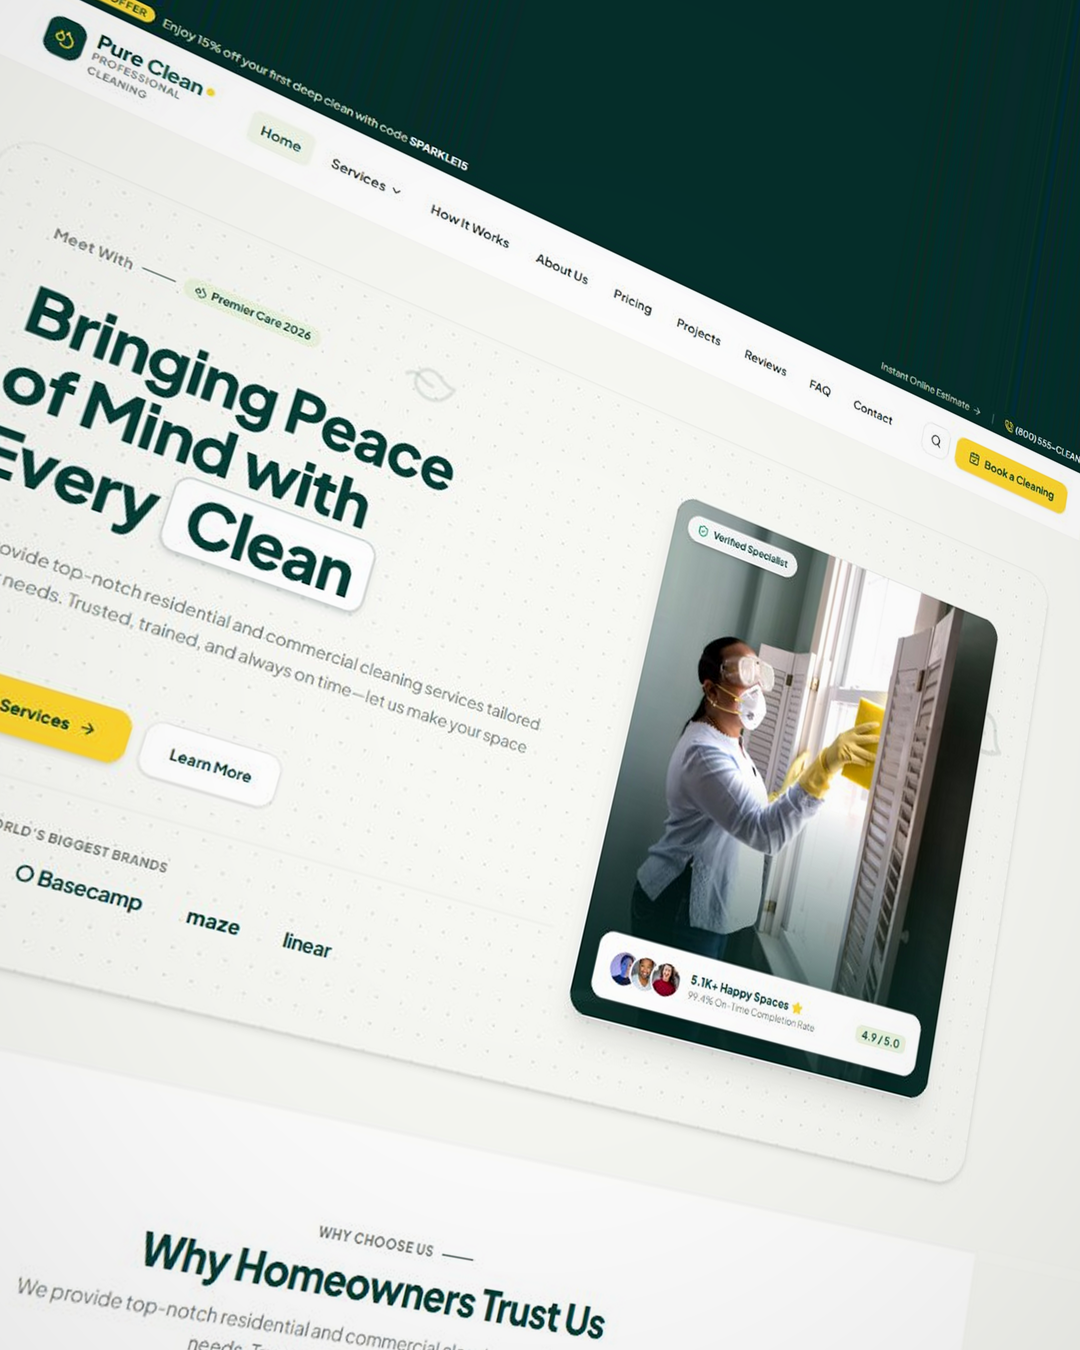 OFFER
Enjoy 15% off your first deep clean with code SPARKLE15
Instant Online Estimate →
(800) 555-CLEAN
Pure Clean
PROFESSIONAL
CLEANING
Home
Services
How It Works
About Us
Pricing
Projects
Reviews
FAQ
Contact
Book a Cleaning
Meet With
Premier Care 2026
Bringing Peace
of Mind with
Every Clean
top-notch residential and commercial cleaning services tailored
needs. Trusted, trained, and always on time—let us make your space
Services →
Learn More
BIGGEST BRANDS
Basecamp
maze
linear
Verified Specialist
5.1K+ Happy Spaces
99.4% On-Time Completion Rate
4.9 / 5.0
WHY CHOOSE US
Why Homeowners Trust Us
We provide top-notch residential and commercial
needs.